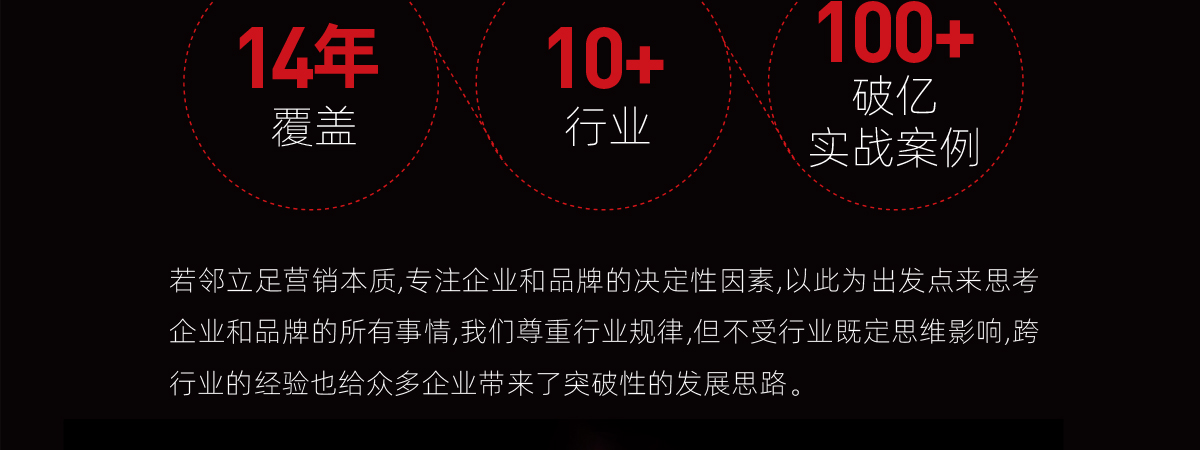 14年
覆盖
10+
行业
100+
破亿
实战案例
若邻立足营销本质,专注企业和品牌的决定性因素,以此为出发点来思考
企业和品牌的所有事情,我们尊重行业规律,但不受行业既定思维影响,跨
行业的经验也给众多企业带来了突破性的发展思路。